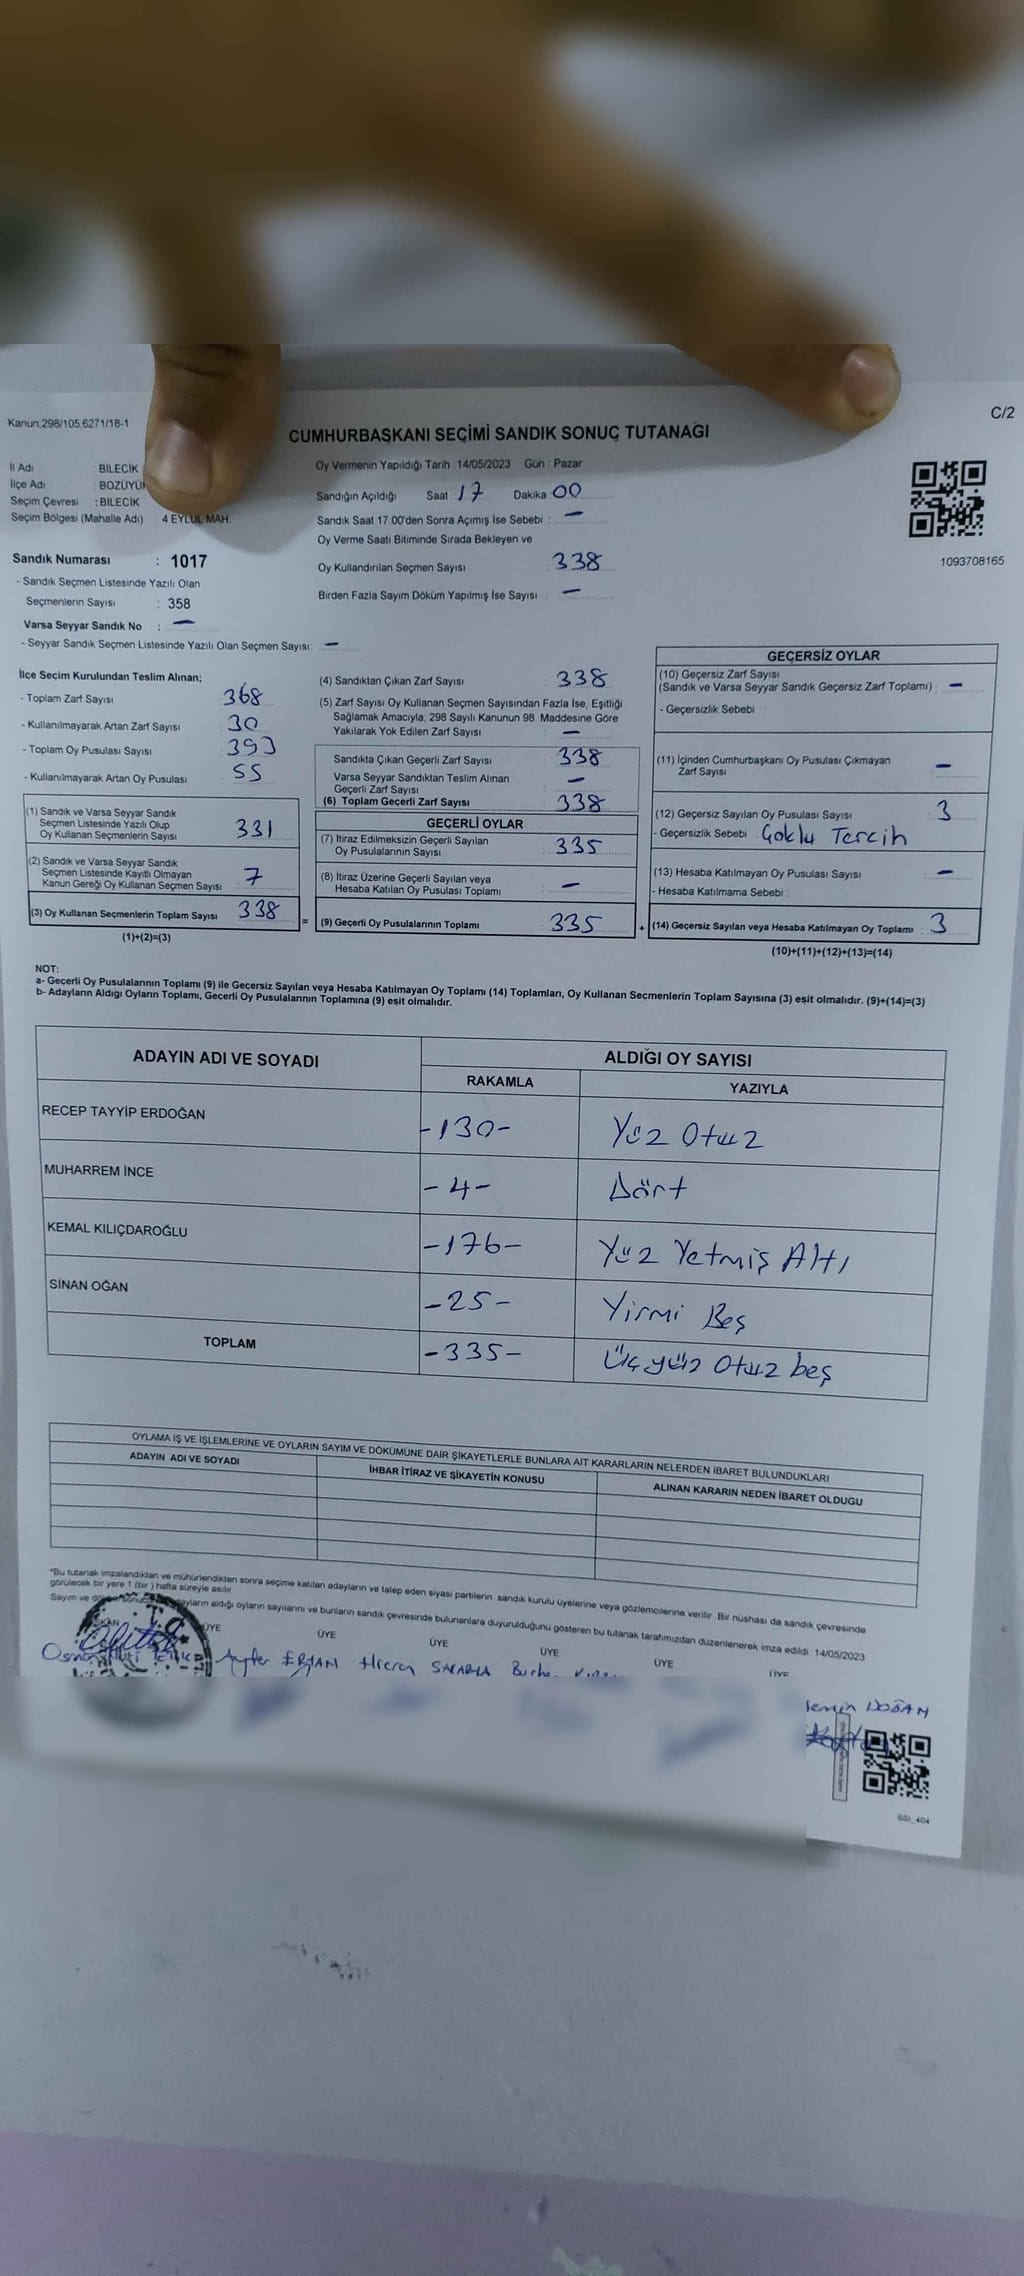 C/2
Kanun:298/105,6271/18-1
CUMHURBAŞKANI SEÇİMİ SANDIK SONUÇ TUTANAĞI
İl Adı : BİLECİK
İlçe Adı : BOZÜYÜ
Seçim Çevresi : BİLECİK
Seçim Bölgesi (Mahalle Adı) 4 EYLÜL MAH.
Sandık Numarası : 1017
- Sandık Seçmen Listesinde Yazılı Olan
Seçmenlerin Sayısı : 358
Varsa Seyyar Sandık No : -
- Seyyar Sandık Seçmen Listesinde Yazılı Olan Seçmen Sayısı: -
Oy Vermenin Yapıldığı Tarih : 14/05/2023 Gün : Pazar
Sandığın Açıldığı Saat 17 Dakika 00
Sandık Saat 17:00'den Sonra Açımış İse Sebebi : -
Oy Verme Saati Bitiminde Sırada Bekleyen ve
Oy Kullandırılan Seçmen Sayısı : 338
Birden Fazla Sayım Döküm Yapılmış İse Sayısı : -
1093708165
İlçe Seçim Kurulundan Teslim Alınan;
- Toplam Zarf Sayısı : 368
- Kullanılmayarak Artan Zarf Sayısı : 30
- Toplam Oy Pusulası Sayısı : 393
- Kullanılmayarak Artan Oy Pusulası : 55
(1) Sandık ve Varsa Seyyar Sandık
Seçmen Listesinde Yazılı Olup
Oy Kullanan Seçmenlerin Sayısı : 331
(2) Sandık ve Varsa Seyyar Sandık
Seçmen Listesinde Kayıtlı Olmayan
Kanun Gereği Oy Kullanan Seçmen Sayısı : 7
(3) Oy Kullanan Seçmenlerin Toplam Sayısı : 338
(1)+(2)=(3)
(4) Sandıktan Çıkan Zarf Sayısı : 338
(5) Zarf Sayısı Oy Kullanan Seçmen Sayısından Fazla İse, Eşitliği
Sağlamak Amacıyla; 298 Sayılı Kanunun 98. Maddesine Göre
Yakılarak Yok Edilen Zarf Sayısı : -
Sandıkta Çıkan Geçerli Zarf Sayısı : 338
Varsa Seyyar Sandıktan Teslim Alınan
Geçerli Zarf Sayısı : -
(6) Toplam Geçerli Zarf Sayısı : 338
GEÇERLİ OYLAR
(7) İtiraz Edilmeksizin Geçerli Sayılan
Oy Pusulalarının Sayısı : 335
(8) İtiraz Üzerine Geçerli Sayılan veya
Hesaba Katılan Oy Pusulası Toplamı : -
(9) Geçerli Oy Pusulalarının Toplamı : 335
GEÇERSİZ OYLAR
(10) Geçersiz Zarf Sayısı
(Sandık ve Varsa Seyyar Sandık Geçersiz Zarf Toplamı) : -
- Geçersizlik Sebebi :
(11) İçinden Cumhurbaşkanı Oy Pusulası Çıkmayan
Zarf Sayısı : -
(12) Geçersiz Sayılan Oy Pusulası Sayısı : 3
- Geçersizlik Sebebi : Çoklu Tercih
(13) Hesaba Katılmayan Oy Pusulası Sayısı : -
- Hesaba Katılmama Sebebi :
(14) Geçersiz Sayılan veya Hesaba Katılmayan Oy Toplamı : 3
(10)+(11)+(12)+(13)=(14)
NOT:
a- Geçerli Oy Pusulalarının Toplamı (9) ile Geçersiz Sayılan veya Hesaba Katılmayan Oy Toplamı (14) Toplamları, Oy Kullanan Seçmenlerin Toplam Sayısına (3) eşit olmalıdır. (9)+(14)=(3)
b- Adayların Aldığı Oyların Toplamı, Geçerli Oy Pusulalarının Toplamına (9) eşit olmalıdır.
ADAYIN ADI VE SOYADI ALDIĞI OY SAYISI
RAKAMLA YAZIYLA
RECEP TAYYİP ERDOĞAN -130- Yüz Otuz
MUHARREM İNCE -4- Dört
KEMAL KILIÇDAROĞLU -176- Yüz Yetmiş Altı
SİNAN OĞAN -25- Yirmi Beş
TOPLAM -335- Üçyüz Otuz beş
OYLAMA İŞ VE İŞLEMLERİNE VE OYLARIN SAYIM VE DÖKÜMÜNE DAİR ŞİKAYETLERLE BUNLARA AİT KARARLARIN NELERDEN İBARET BULUNDUKLARI
ADAYIN ADI VE SOYADI İHBAR İTİRAZ VE ŞİKAYETİN KONUSU ALINAN KARARIN NEDEN İBARET OLDUĞU
"Bu tutanak imzalandıktan ve mühürlendikten sonra seçime katılan adayların ve talep eden siyasi partilerin sandık kurulu üyelerine veya gözlemcilerine verilir. Bir nüshası da sandık çevresinde
görülecek bir yere 1 (bir) hafta süreyle asılır.
Sayım ve aldığı oyların sayılarını ve bunların sandık çevresinde bulunanlara duyurulduğunu gösteren bu tutanak tarafımızdan düzenlenerek imza edildi. 14/05/2023
ÜYE ÜYE ÜYE ÜYE ÜYE ÜYE
T.C.
SAKARYA
DOĞAN
SSI_404